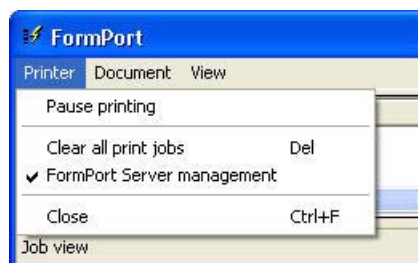 FormPort
Printer Document View
Pause printing
Clear all print jobs Del
FormPort Server management
Close Ctrl+F
Job view